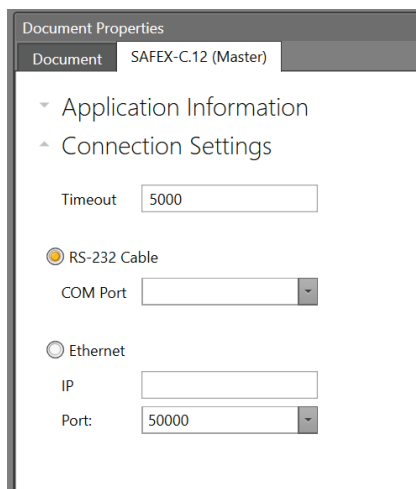 Document Properties
Document SAFEX-C.12 (Master)
Application Information
Connection Settings
Timeout 5000
RS-232 Cable
COM Port
Ethernet
IP
Port: 50000